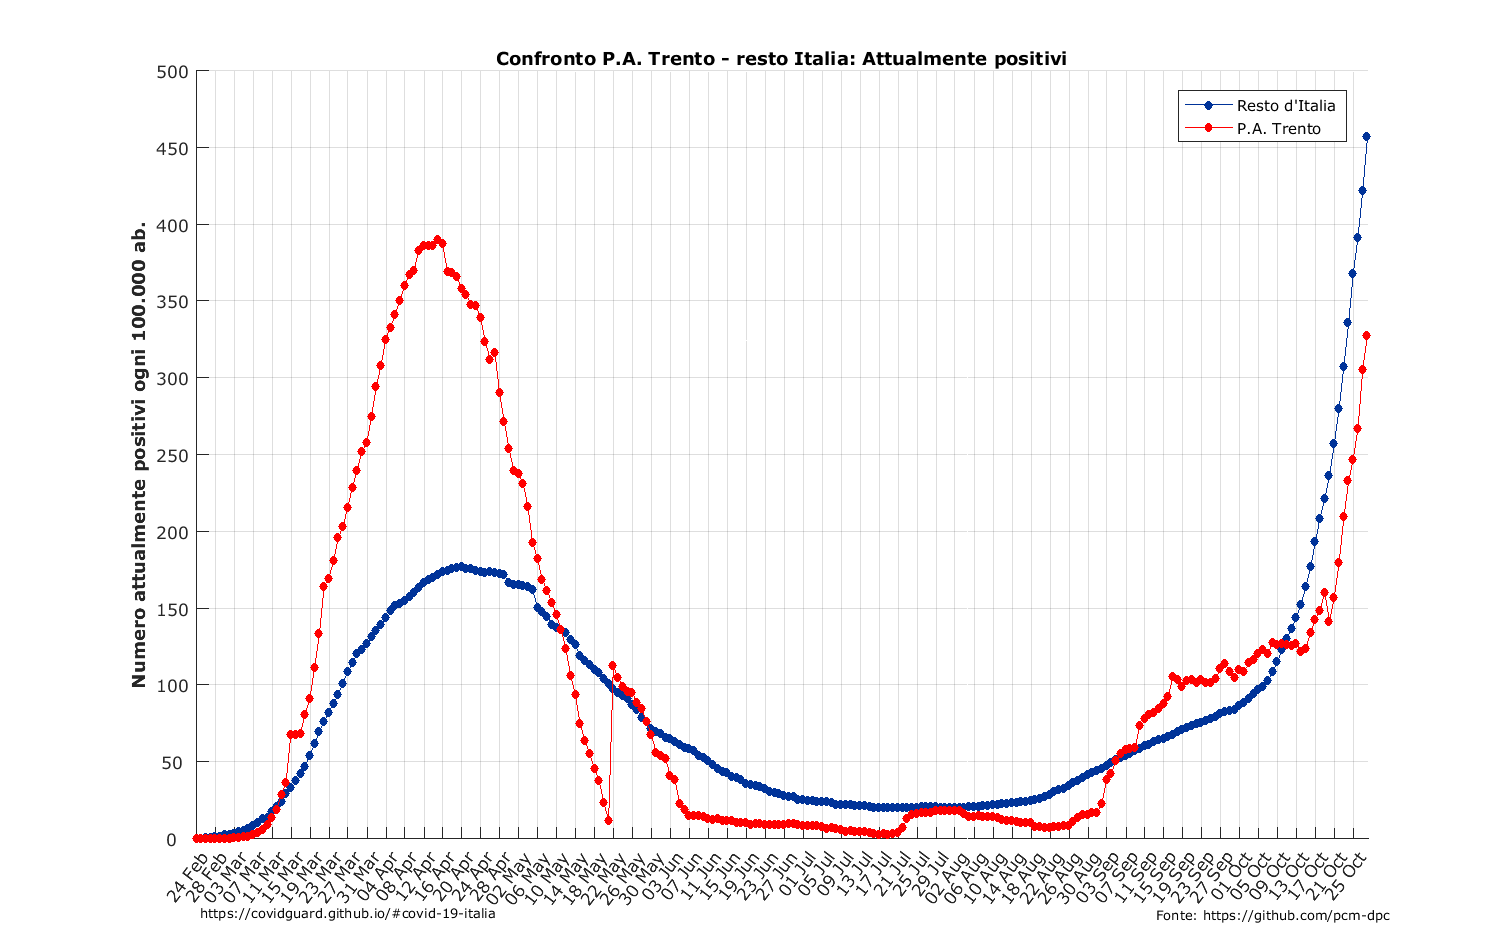 Confronto P.A. Trento - resto Italia: Attualmente positivi
Resto d'Italia
P.A. Trento
Numero attualmente positivi ogni 100.000 ab.
500
450
400
350
300
250
200
150
100
50
0
24 Feb
28 Feb
03 Mar
07 Mar
11 Mar
15 Mar
19 Mar
23 Mar
27 Mar
31 Mar
04 Apr
08 Apr
12 Apr
16 Apr
20 Apr
24 Apr
28 Apr
02 May
06 May
10 May
14 May
18 May
22 May
26 May
30 May
03 Jun
07 Jun
11 Jun
15 Jun
19 Jun
23 Jun
27 Jun
01 Jul
05 Jul
09 Jul
13 Jul
17 Jul
21 Jul
25 Jul
29 Jul
02 Aug
06 Aug
10 Aug
14 Aug
18 Aug
22 Aug
26 Aug
30 Aug
03 Sep
07 Sep
11 Sep
15 Sep
19 Sep
23 Sep
27 Sep
01 Oct
05 Oct
09 Oct
13 Oct
17 Oct
21 Oct
25 Oct
https://covidguard.github.io/#covid-19-italia
Fonte: https://github.com/pcm-dpc